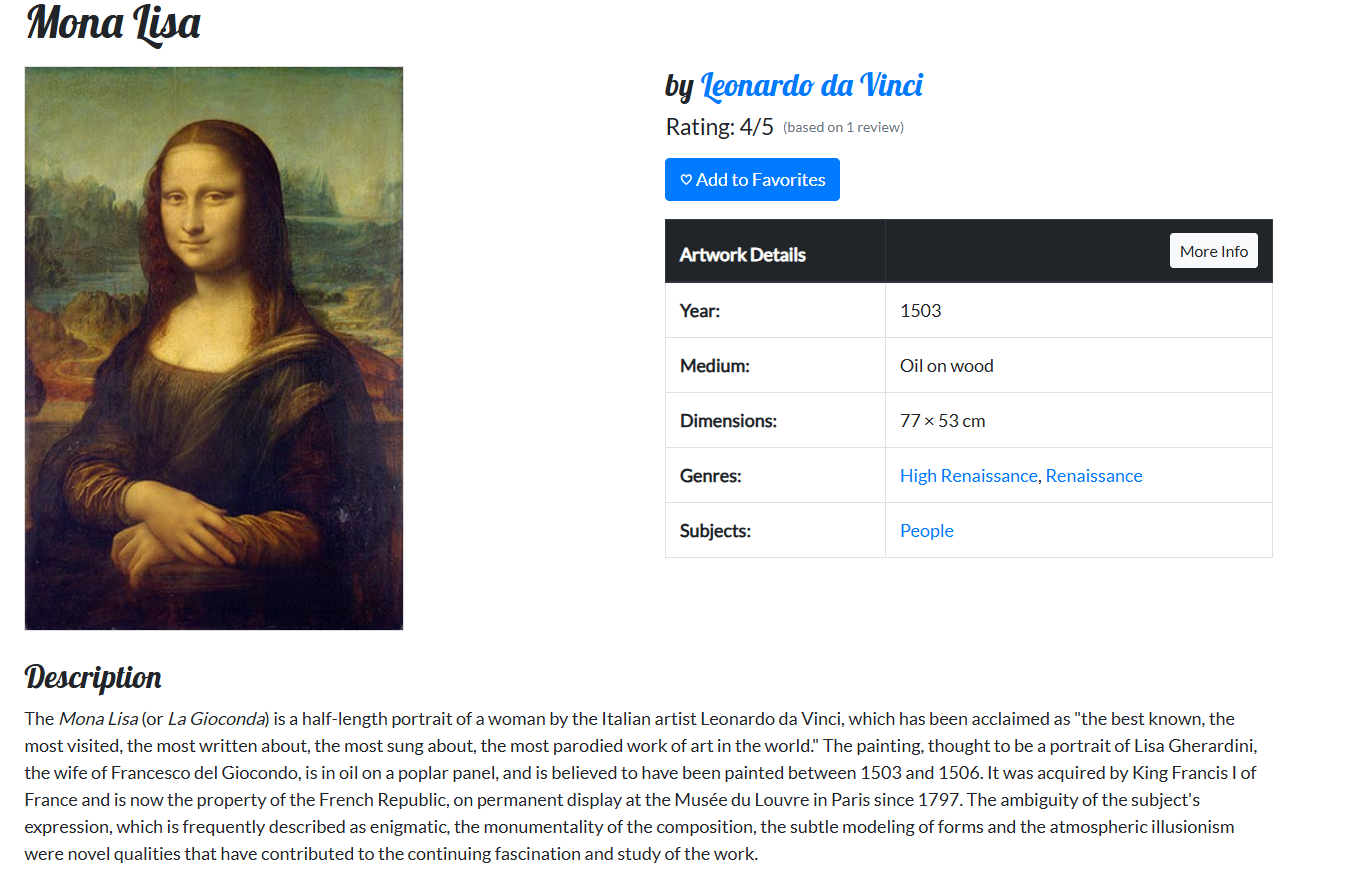 Mona Lisa
by Leonardo da Vinci
Rating: 4/5 (based on 1 review)
♡ Add to Favorites
Artwork Details More Info
Year: 1503
Medium: Oil on wood
Dimensions: 77 × 53 cm
Genres: High Renaissance, Renaissance
Subjects: People
Description
The Mona Lisa (or La Gioconda) is a half-length portrait of a woman by the Italian artist Leonardo da Vinci, which has been acclaimed as "the best known, the
most visited, the most written about, the most sung about, the most parodied work of art in the world." The painting, thought to be a portrait of Lisa Gherardini,
the wife of Francesco del Giocondo, is in oil on a poplar panel, and is believed to have been painted between 1503 and 1506. It was acquired by King Francis I of
France and is now the property of the French Republic, on permanent display at the Musée du Louvre in Paris since 1797. The ambiguity of the subject's
expression, which is frequently described as enigmatic, the monumentality of the composition, the subtle modeling of forms and the atmospheric illusionism
were novel qualities that have contributed to the continuing fascination and study of the work.